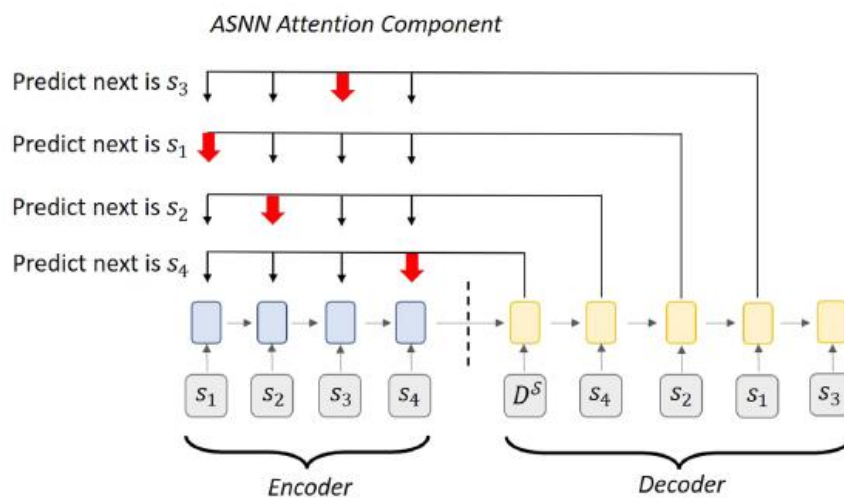 ASNN Attention Component
Predict next is s₃
Predict next is s₁
Predict next is s₂
Predict next is s₄
s₁ s₂ s₃ s₄ Dˢ s₄ s₂ s₁ s₃
Encoder Decoder